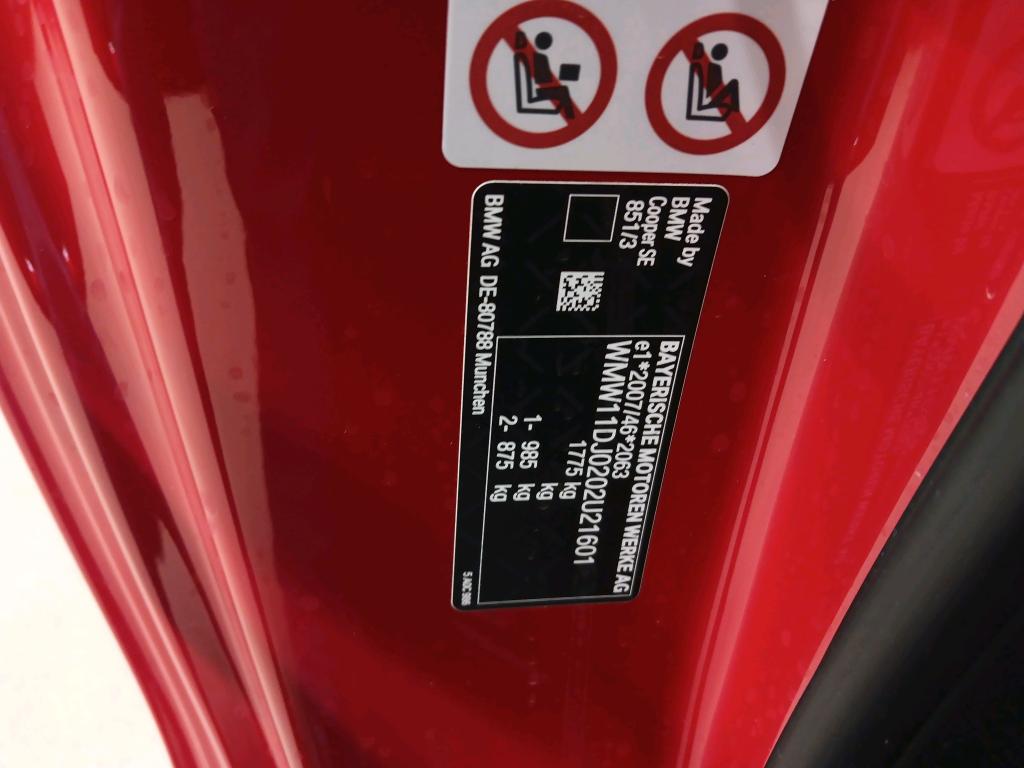 Made by
BMW
Cooper SE
851/3
BAYERISCHE MOTOREN WERKE AG
e1*2007/46*2063
WMW11DJ0202U21601
1775 kg
kg
1- 985 kg
2- 875 kg
BMW AG DE-80788 Munchen